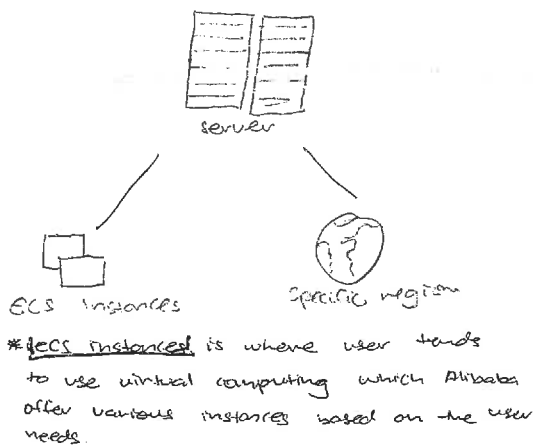 server
ECS instances
Specific region
*ECS instances is where user tends
to use virtual computing which Alibaba
offer various instances based on the user
needs.